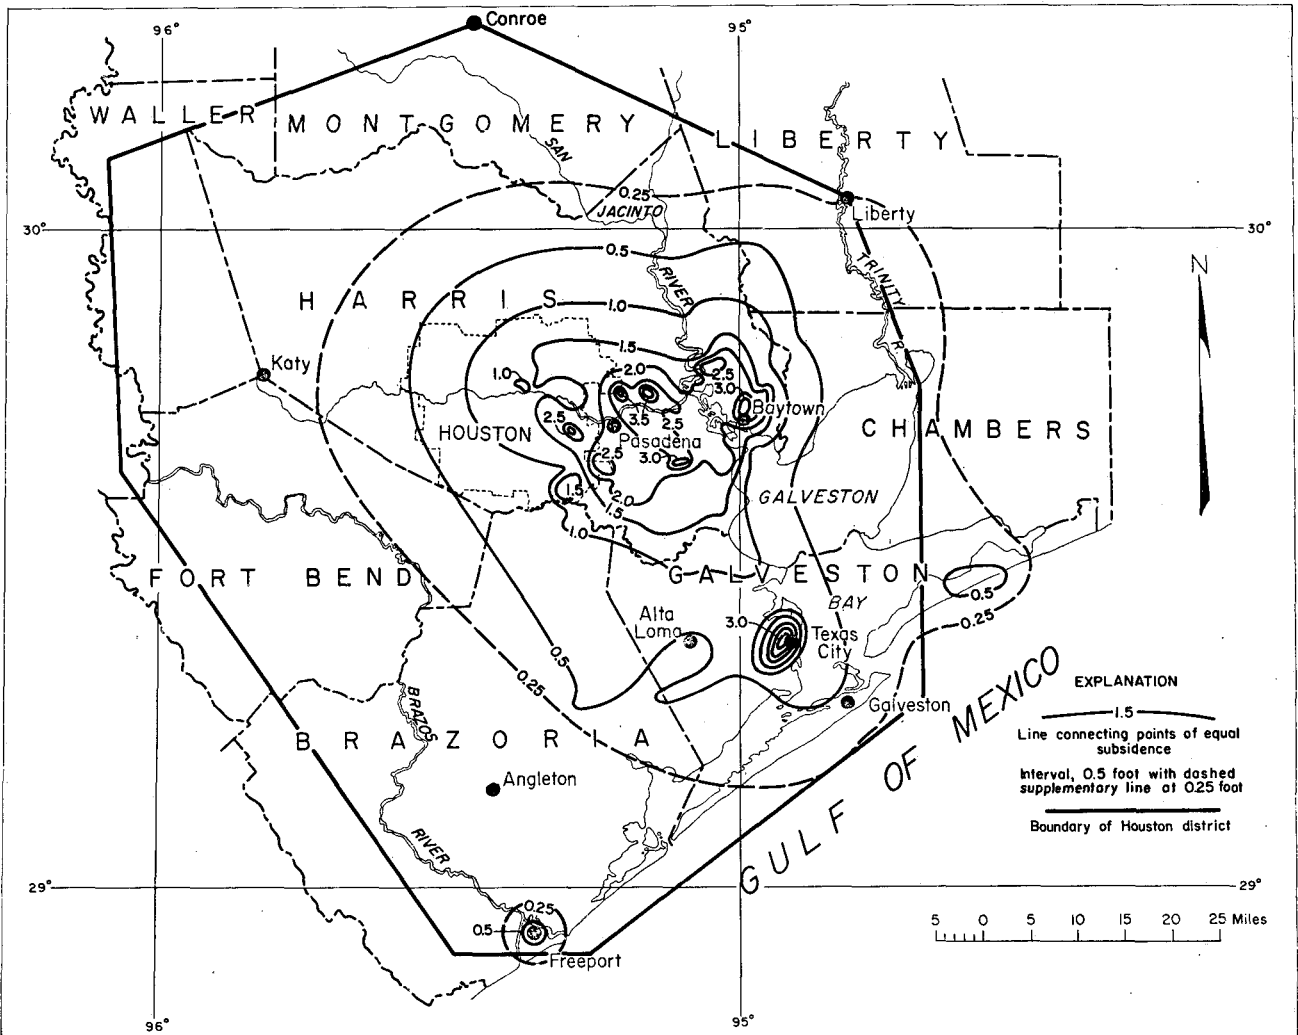 96°
95°
Conroe
WALLER
MONTGOMERY
LIBERTY
SAN
0.25
JACINTO
Liberty
30°
30°
0.5
TRINITY
R.
RIVER
N
HARRIS
1.0
1.5
2.0
1.0
2.5
3.0
Katy
Baytown
2.5
3.5
2.5
HOUSTON
Pasadena
CHAMBERS
2.5
3.0
1.5
2.0
GALVESTON
1.5
1.0
FORT BEND
GALVESTON
0.5
BAY
0.25
Alta
Loma
3.0
Texas
City
0.5
0.25
BRAZOS
Galveston
BRAZORIA
GULF OF MEXICO
Angleton
RIVER
EXPLANATION
1.5
Line connecting points of equal
subsidence
Interval, 0.5 foot with dashed
supplementary line at 0.25 foot
Boundary of Houston district
29°
29°
0.25
0.5
Freeport
5 0 5 10 15 20 25 Miles
96°
95°